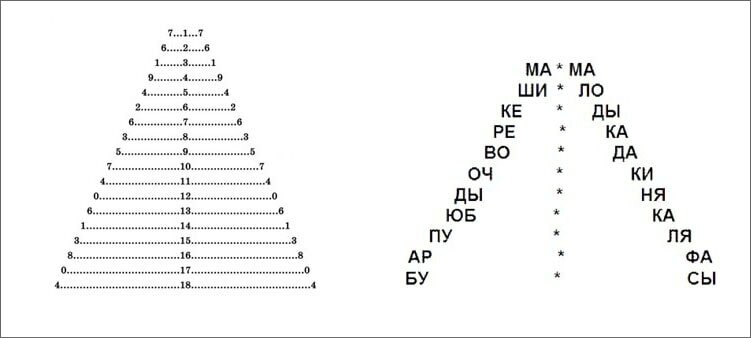 7...1...7
6.....2.....6
1.......3.......1
9.........4.........9
4...........5...........4
2.............6.............2
6...............7...............6
3.................8.................3
5...................9...................5
7.....................10.....................7
4.......................11.......................4
0.........................12.........................0
6...........................13...........................6
1.............................14.............................1
3...............................15...............................3
8.................................16.................................8
0...................................17...................................0
4.....................................18.....................................4
МА * МА
ШИ * ЛО
КЕ * ДЫ
РЕ * КА
ВО * ДА
ОЧ * КИ
ДЫ * НЯ
ЮБ * КА
ПУ * ЛЯ
АР * ФА
БУ * СЫ